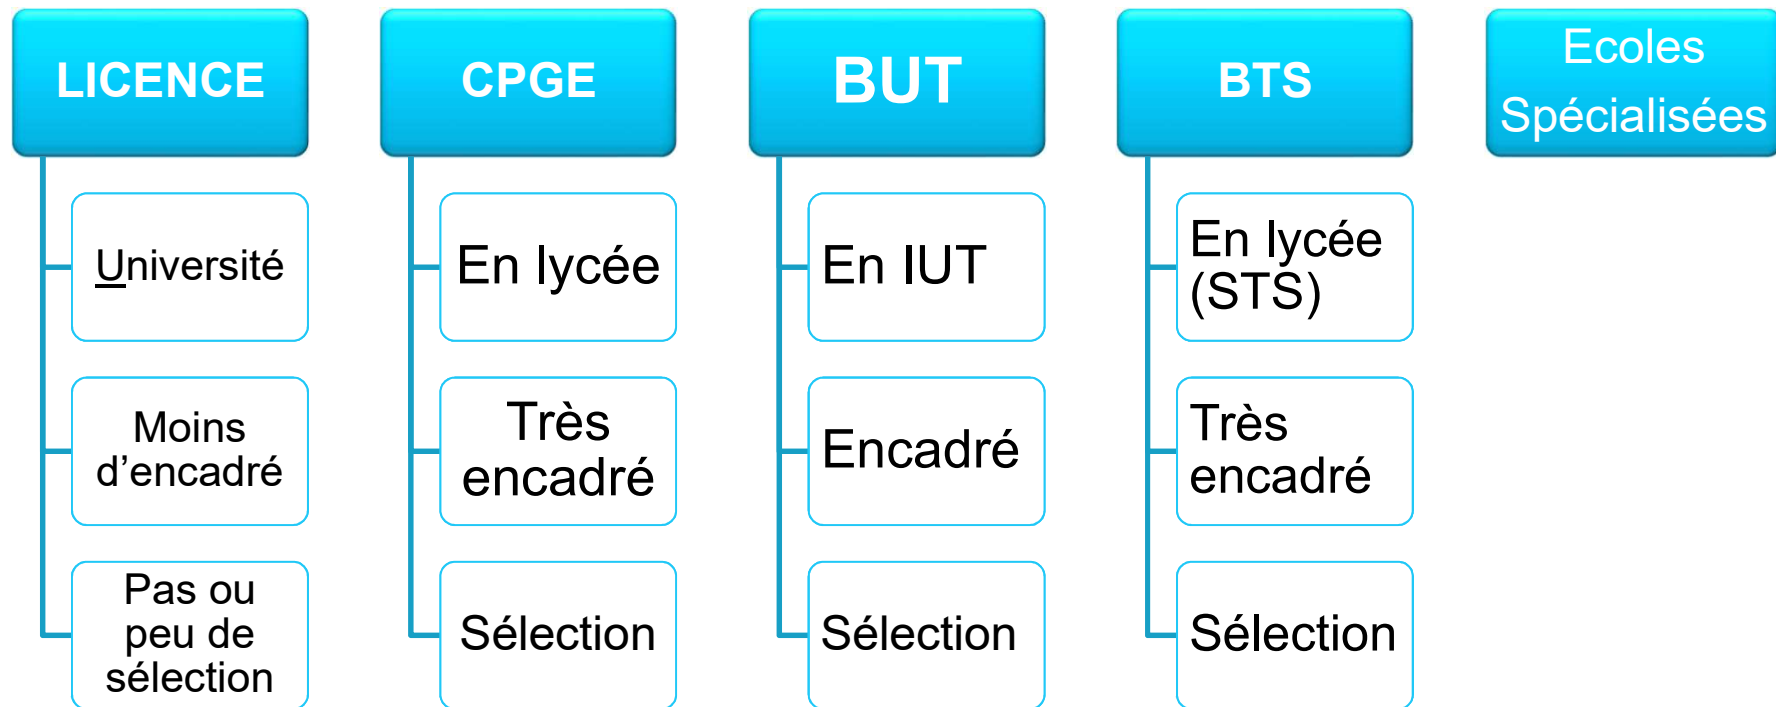 LICENCE
Université
Moins
d’encadré
Pas ou
peu de
sélection
CPGE
En lycée
Très
encadré
Sélection
BUT
En IUT
Encadré
Sélection
BTS
En lycée
(STS)
Très
encadré
Sélection
Ecoles
Spécialisées